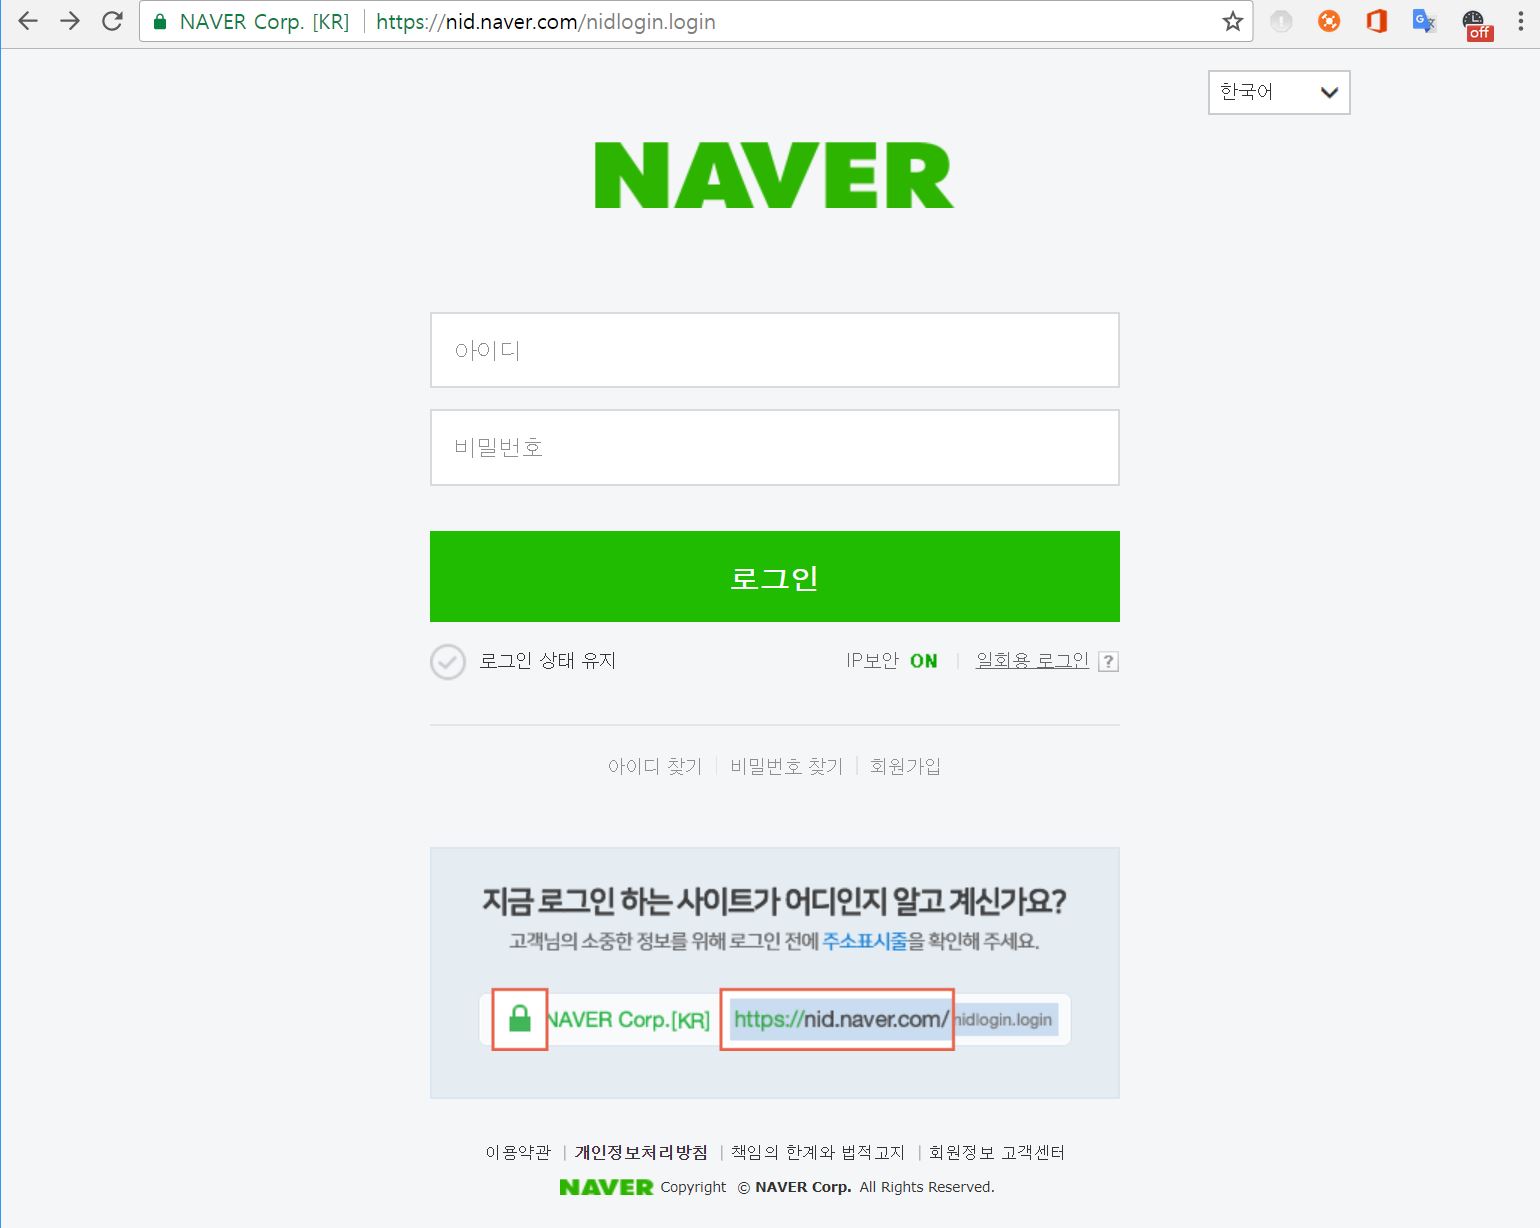 NAVER Corp. [KR] | https://nid.naver.com/nidlogin.login
off
한국어
NAVER
아이디
비밀번호
로그인
로그인 상태 유지 IP보안 ON | 일회용 로그인 ?
아이디 찾기 | 비밀번호 찾기 | 회원가입
지금 로그인 하는 사이트가 어디인지 알고 계신가요?
고객님의 소중한 정보를 위해 로그인 전에 주소표시줄을 확인해 주세요.
NAVER Corp.[KR] https://nid.naver.com/nidlogin.login
이용약관 | 개인정보처리방침 | 책임의 한계와 법적고지 | 회원정보 고객센터
NAVER Copyright © NAVER Corp. All Rights Reserved.